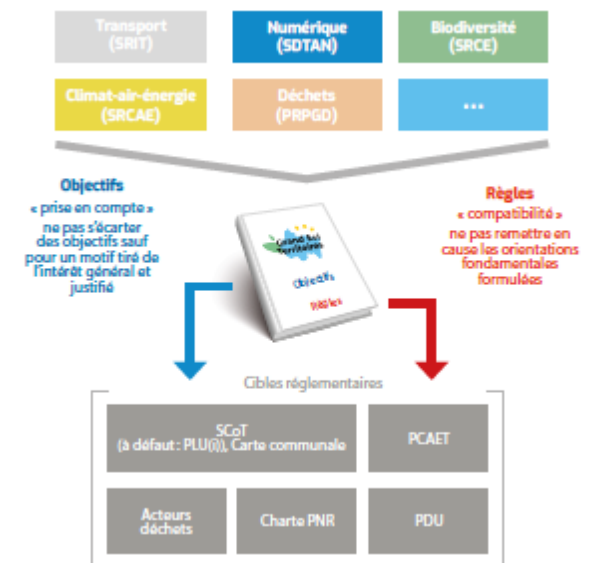 Transport
(SRIT)
Numérique
(SDTAN)
Biodiversité
(SRCE)
Climat-air-énergie
(SRCAE)
Déchets
(PRPGD)
...
Objectifs
« prise en compte »
ne pas s'écarter
des objectifs sauf
pour un motif tiré de
l'intérêt général et
justifié
Règles
« compatibilité »
ne pas remettre en
cause les orientations
fondamentales
formulées
Grand Est
Territoires
Objectifs
Règles
Cibles réglementaires
SCoT
(à défaut : PLU(i)), Carte communale
PCAET
Acteurs
déchets
Charte PNR
PDU